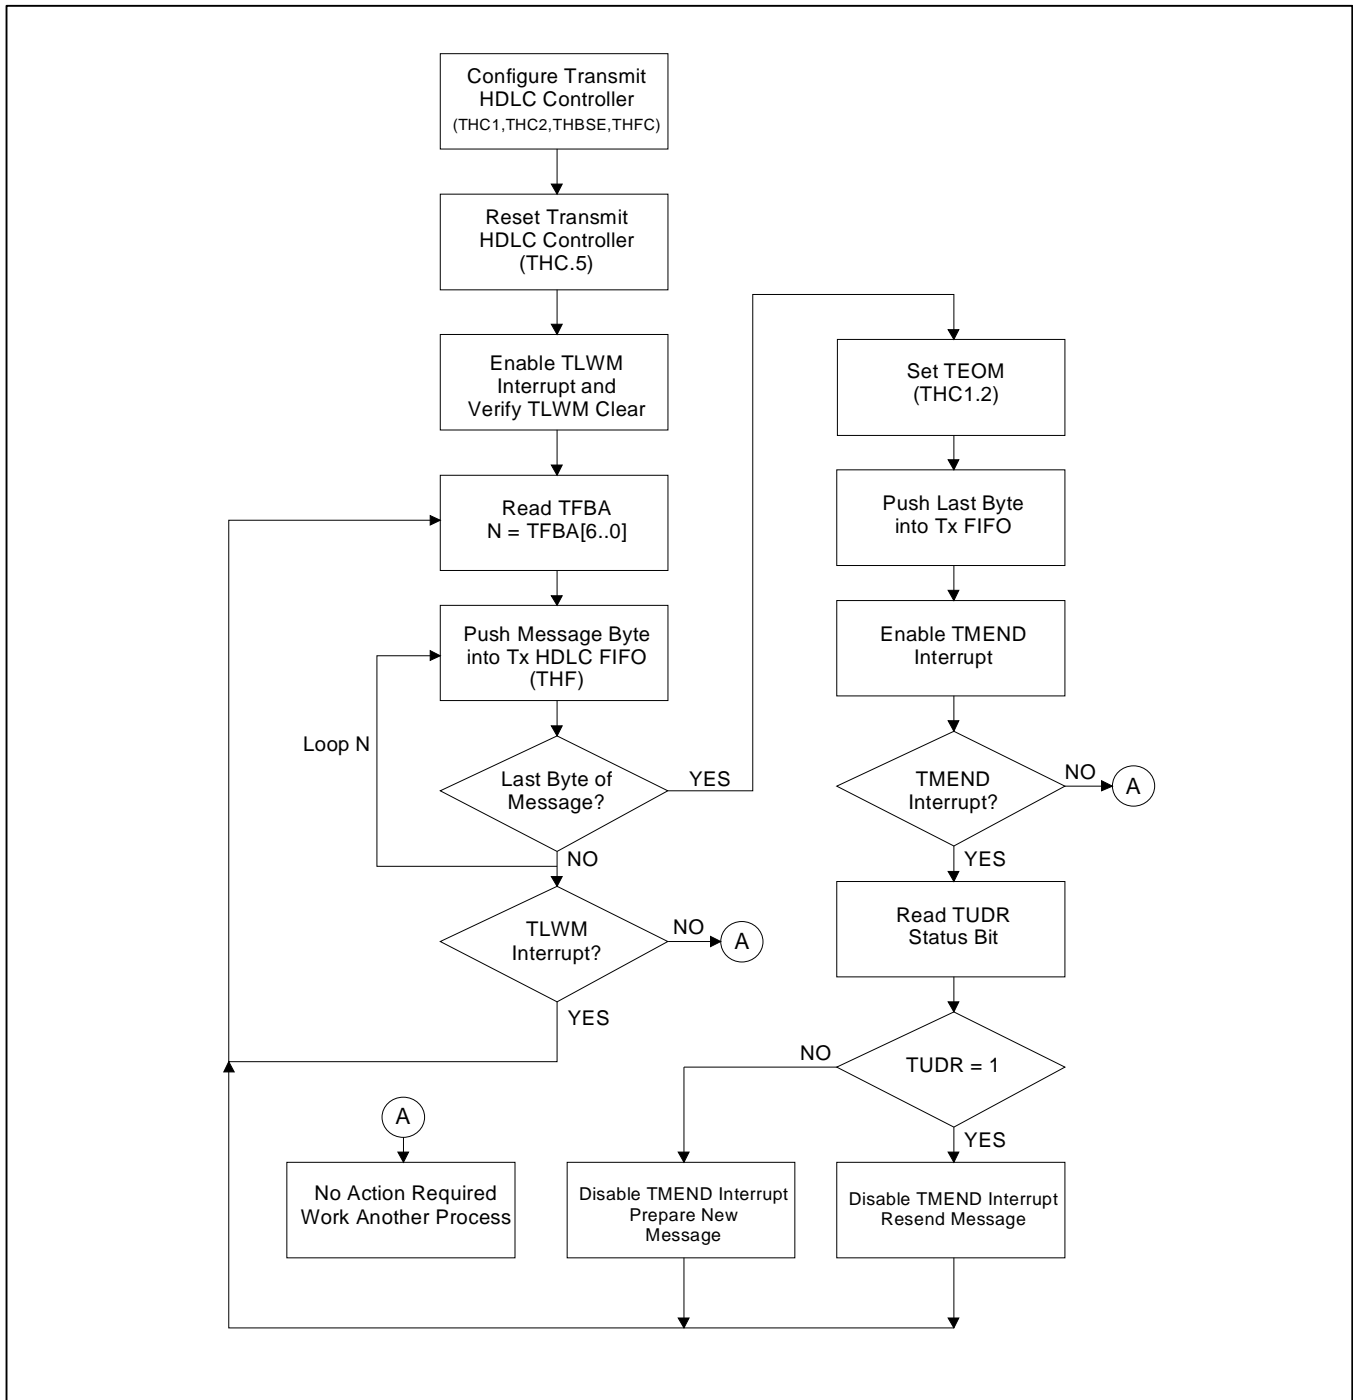 Configure Transmit
HDLC Controller
(THC1,THC2,THBSE,THFC)
Reset Transmit
HDLC Controller
(THC.5)
Enable TLWM
Interrupt and
Verify TLWM Clear
Read TFBA
N = TFBA[6..0]
Push Message Byte
into Tx HDLC FIFO
(THF)
Loop N
Last Byte of
Message?
YES
NO
TLWM
Interrupt?
NO
A
YES
Set TEOM
(THC1.2)
Push Last Byte
into Tx FIFO
Enable TMEND
Interrupt
TMEND
Interrupt?
NO
A
YES
Read TUDR
Status Bit
TUDR = 1
NO
YES
A
No Action Required
Work Another Process
Disable TMEND Interrupt
Prepare New
Message
Disable TMEND Interrupt
Resend Message